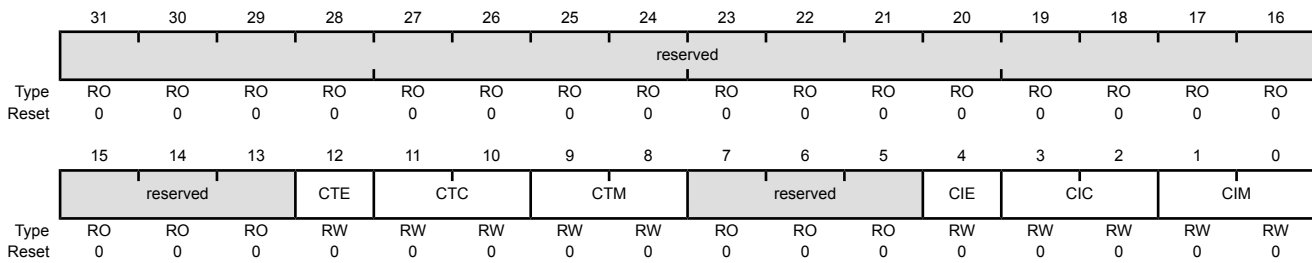 31 30 29 28 27 26 25 24 23 22 21 20 19 18 17 16
reserved
Type RO RO RO RO RO RO RO RO RO RO RO RO RO RO RO RO
Reset 0 0 0 0 0 0 0 0 0 0 0 0 0 0 0 0
15 14 13 12 11 10 9 8 7 6 5 4 3 2 1 0
reserved CTE CTC CTM reserved CIE CIC CIM
Type RO RO RO RW RW RW RW RW RO RO RO RW RW RW RW RW
Reset 0 0 0 0 0 0 0 0 0 0 0 0 0 0 0 0